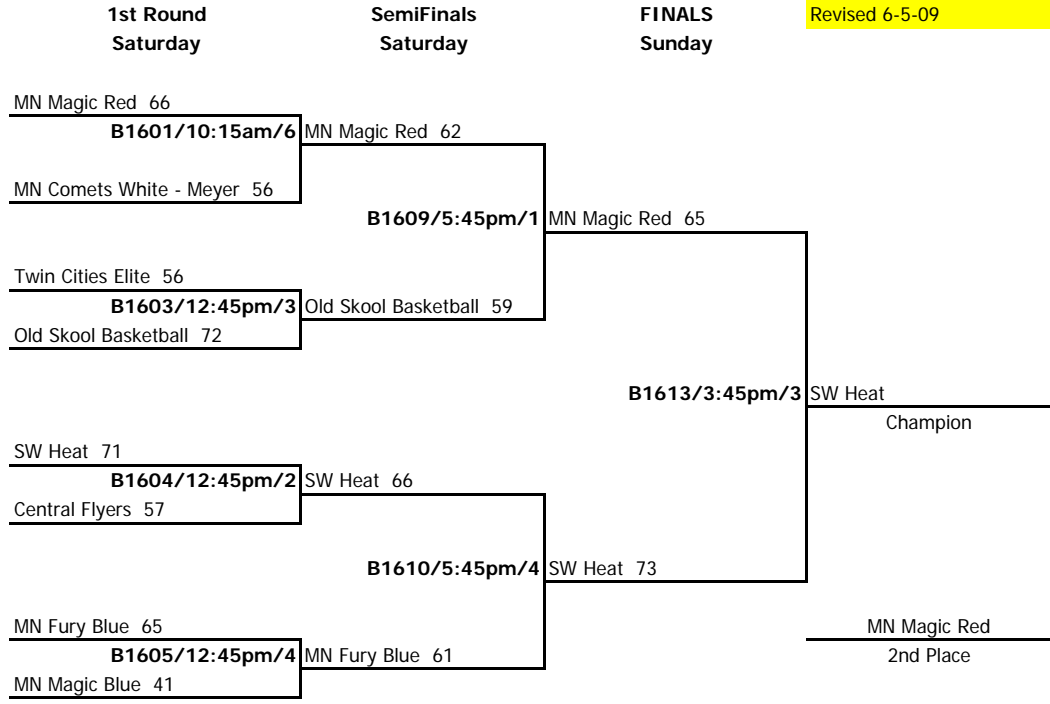 1st Round SemiFinals FINALS Revised 6-5-09
Saturday Saturday Sunday
MN Magic Red 66
B1601/10:15am/6 MN Magic Red 62
MN Comets White - Meyer 56
B1609/5:45pm/1 MN Magic Red 65
Twin Cities Elite 56
B1603/12:45pm/3 Old Skool Basketball 59
Old Skool Basketball 72
B1613/3:45pm/3 SW Heat
Champion
SW Heat 71
B1604/12:45pm/2 SW Heat 66
Central Flyers 57
B1610/5:45pm/4 SW Heat 73
MN Fury Blue 65 MN Magic Red
B1605/12:45pm/4 MN Fury Blue 61 2nd Place
MN Magic Blue 41